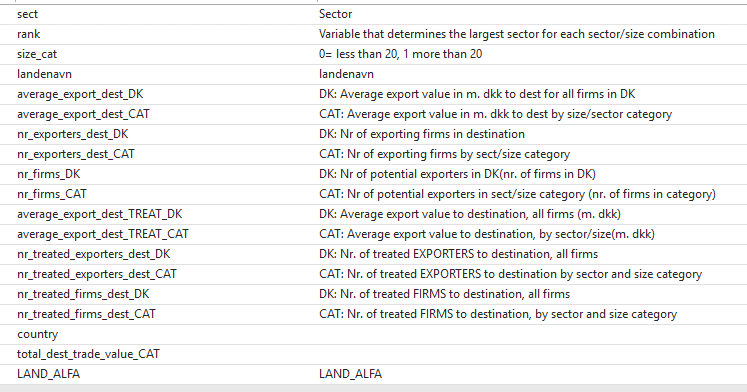 sect Sector
rank Variable that determines the largest sector for each sector/size combination
size_cat 0= less than 20, 1 more than 20
landenavn landenavn
average_export_dest_DK DK: Average export value in m. dkk to dest for all firms in DK
average_export_dest_CAT CAT: Average export value in m. dkk to dest by size/sector category
nr_exporters_dest_DK DK: Nr of exporting firms in destination
nr_exporters_dest_CAT CAT: Nr of exporting firms by sect/size category
nr_firms_DK DK: Nr of potential exporters in DK(nr. of firms in DK)
nr_firms_CAT CAT: Nr of potential exporters in sect/size category (nr. of firms in category)
average_export_dest_TREAT_DK DK: Average export value to destination, all firms (m. dkk)
average_export_dest_TREAT_CAT CAT: Average export value to destination, by sector/size(m. dkk)
nr_treated_exporters_dest_DK DK: Nr. of treated EXPORTERS to destination, all firms
nr_treated_exporters_dest_CAT CAT: Nr. of treated EXPORTERS to destination by sector and size category
nr_treated_firms_dest_DK DK: Nr. of treated FIRMS to destination, all firms
nr_treated_firms_dest_CAT CAT: Nr. of treated FIRMS to destination, by sector and size category
country
total_dest_trade_value_CAT
LAND_ALFA LAND_ALFA